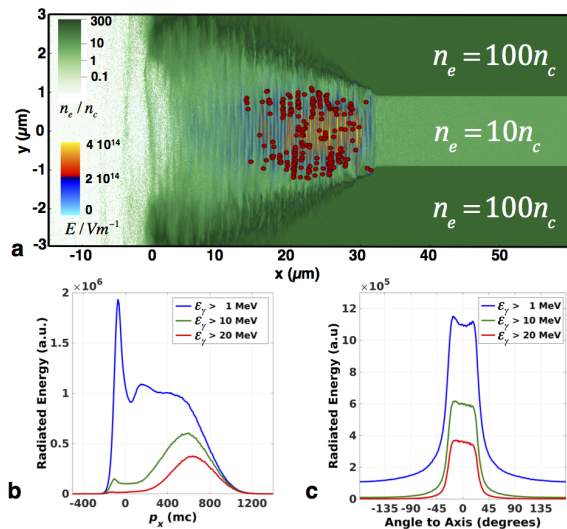 3
2
1
0
-1
-2
-3
y (µm)
300
100
10
1
0.1
n_e / n_c
4 10^14
2 10^14
0
E / Vm^-1
n_e = 100n_c
n_e = 10n_c
n_e = 100n_c
-10 0 10 20 30 40 50
x (µm)
a
×10^6
2
1.5
1
0.5
0
Radiated Energy (a.u.)
ε_γ > 1 MeV
ε_γ > 10 MeV
ε_γ > 20 MeV
-400 0 400 800 1200
p_x (mc)
b
×10^5
12
10
8
6
4
2
0
Radiated Energy (a.u)
ε_γ > 1 MeV
ε_γ > 10 MeV
ε_γ > 20 MeV
-135 -90 -45 0 45 90 135
Angle to Axis (degrees)
c